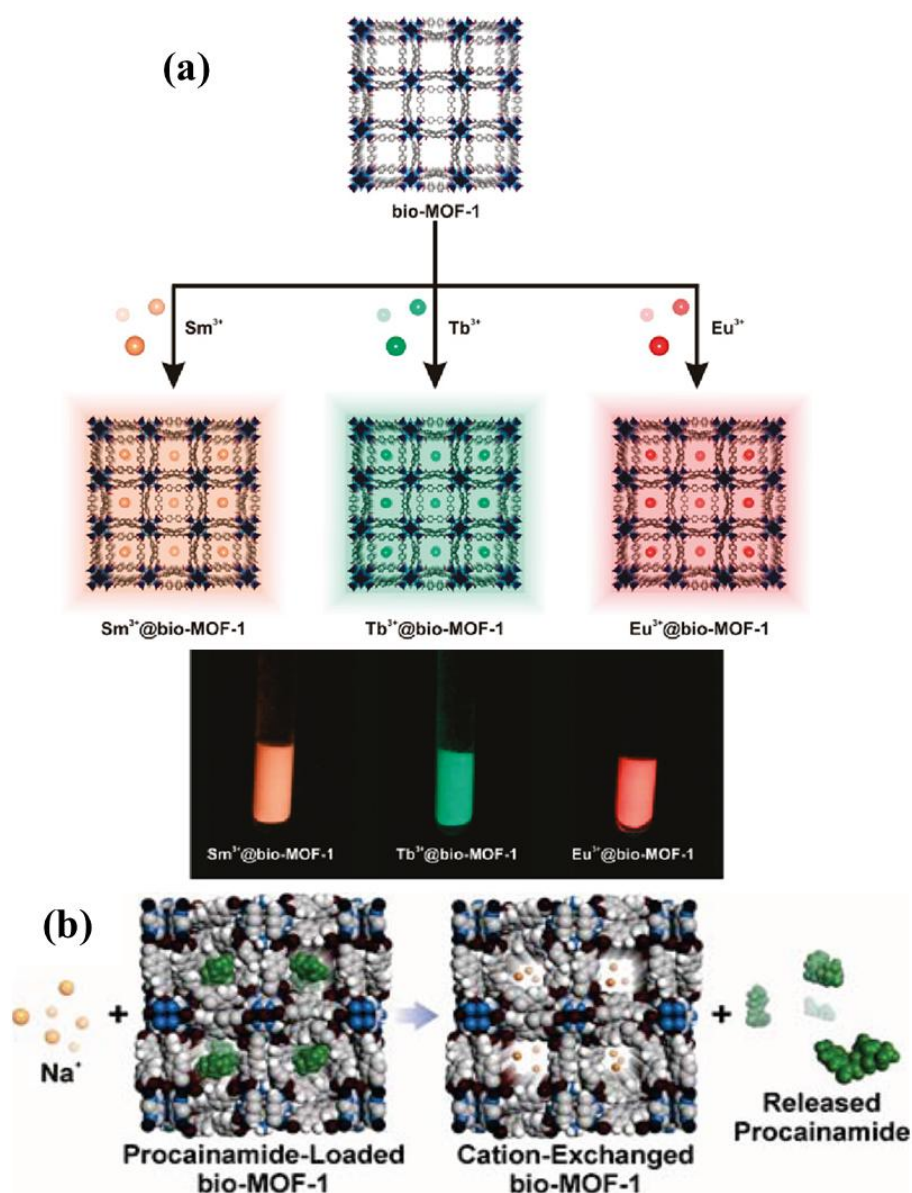 (a)
bio-MOF-1
Sm³⁺
Tb³⁺
Eu³⁺
Sm³⁺@bio-MOF-1
Tb³⁺@bio-MOF-1
Eu³⁺@bio-MOF-1
Sm³⁺@bio-MOF-1
Tb³⁺@bio-MOF-1
Eu³⁺@bio-MOF-1
(b)
Na⁺
+
+
Procainamide-Loaded
bio-MOF-1
Cation-Exchanged
bio-MOF-1
Released
Procainamide